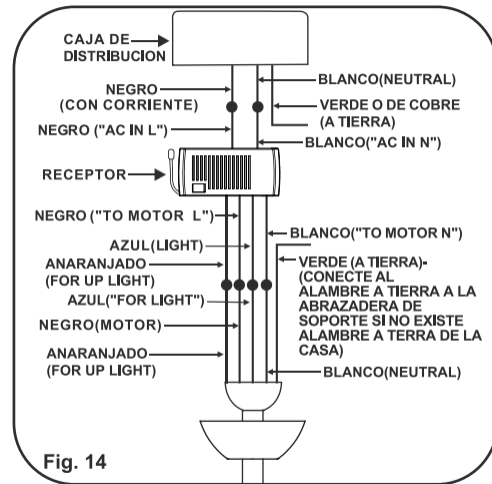 CAJA DE
DISTRIBUCION
NEGRO
(CON CORRIENTE)
BLANCO(NEUTRAL)
VERDE O DE COBRE
(A TIERRA)
NEGRO ("AC IN L")
BLANCO("AC IN N")
RECEPTOR
NEGRO ("TO MOTOR L")
BLANCO("TO MOTOR N")
AZUL(LIGHT)
ANARANJADO
(FOR UP LIGHT)
VERDE (A TIERRA)-
(CONECTE AL
ALAMBRE A TIERRA A LA
ABRAZADERA DE
SOPORTE SI NO EXISTE
ALAMBRE A TERRA DE LA
CASA)
AZUL("FOR LIGHT")
NEGRO(MOTOR)
ANARANJADO
(FOR UP LIGHT)
BLANCO(NEUTRAL)
Fig. 14